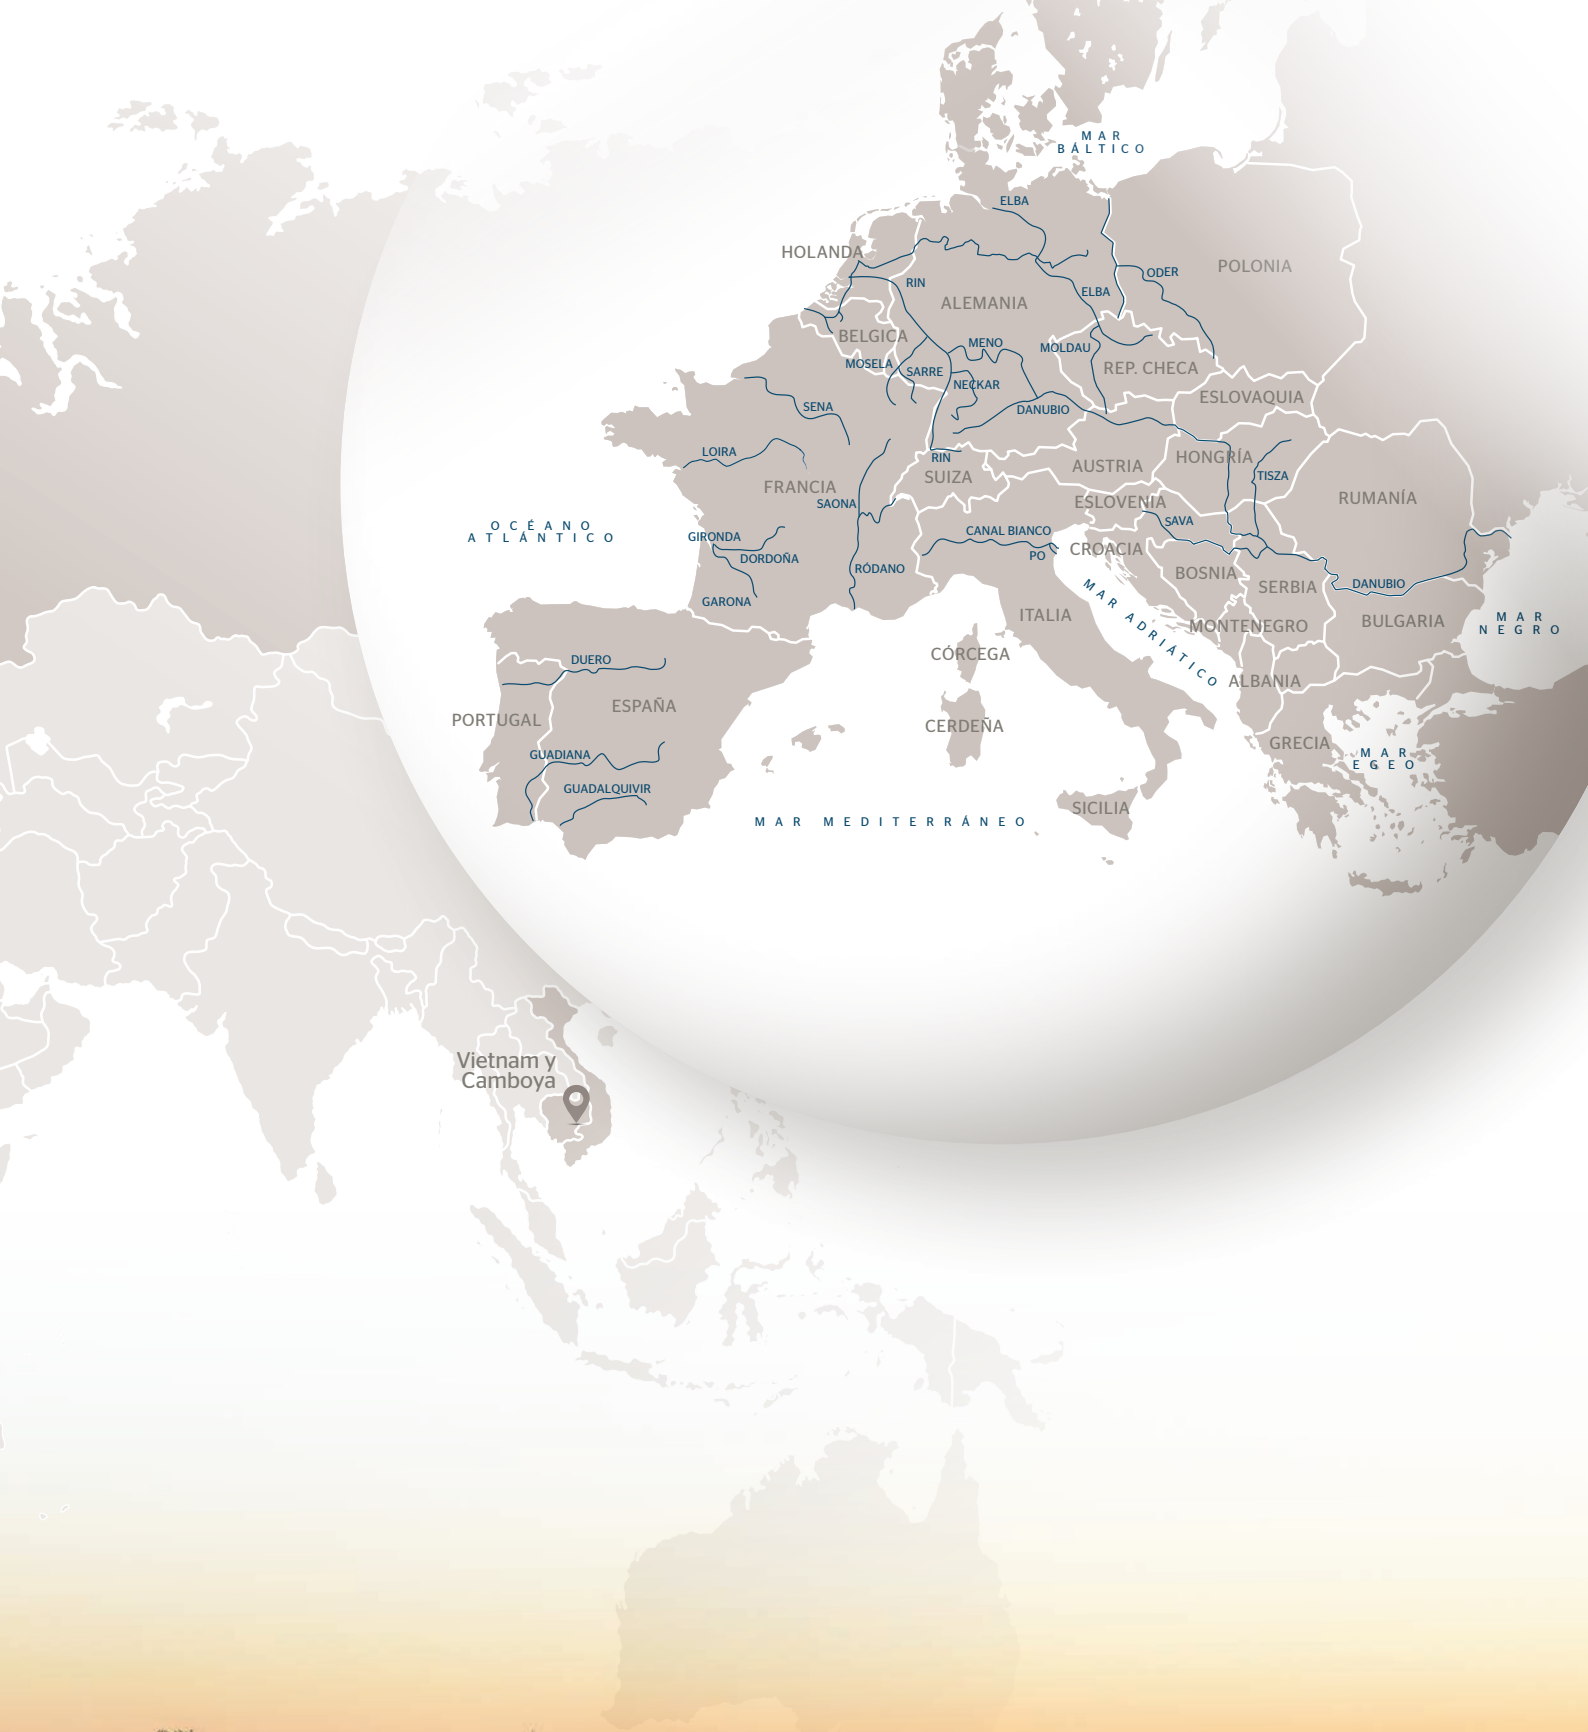 MAR
BÁLTICO
ELBA
HOLANDA
POLONIA
ODER
RIN
ELBA
ALEMANIA
BELGICA
MENO
MOLDAU
MOSELA
SARRE
REP. CHECA
NECKAR
ESLOVAQUIA
SENA
DANUBIO
LOIRA
RIN
HONGRÍA
AUSTRIA
SUIZA
TISZA
FRANCIA
RUMANÍA
SAONA
ESLOVENIA
OCÉANO
ATLÁNTICO
SAVA
CANAL BIANCO
GIRONDA
CROACIA
PO
DORDOÑA
RÓDANO
BOSNIA
SERBIA
DANUBIO
MAR ADRIÁTICO
GARONA
ITALIA
MAR
NEGRO
BULGARIA
MONTENEGRO
CÓRCEGA
DUERO
ALBANIA
ESPAÑA
PORTUGAL
CERDEÑA
GRECIA
MAR
EGEO
GUADIANA
GUADALQUIVIR
SICILIA
MAR MEDITERRÁNEO
Vietnam y
Camboya